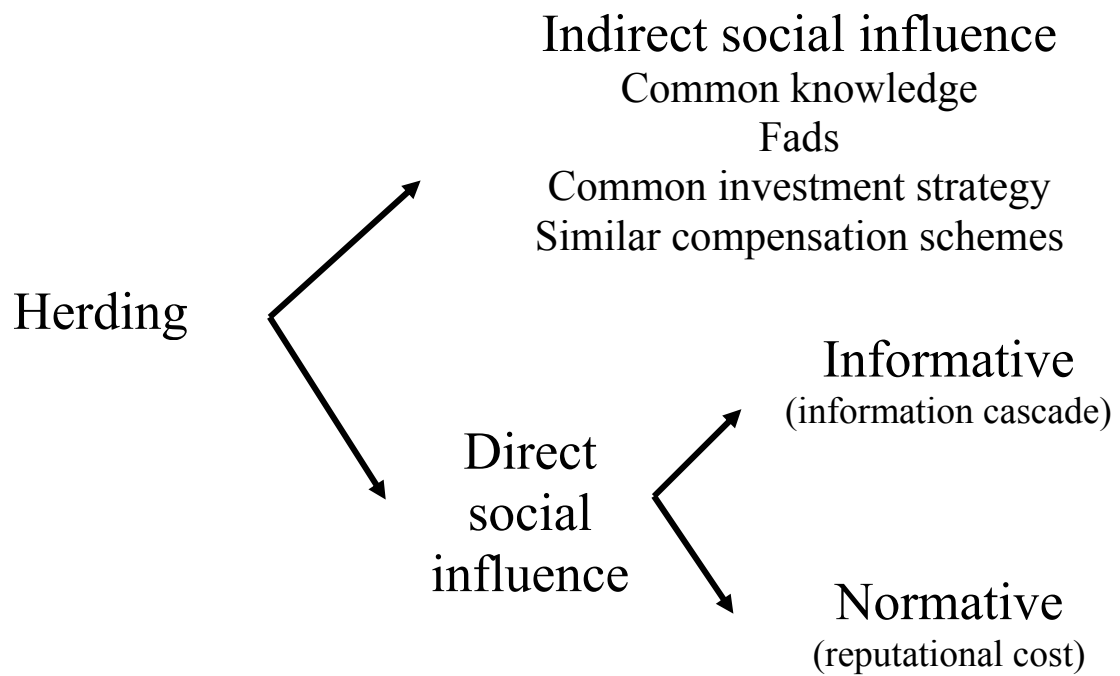 Indirect social influence
Common knowledge
Fads
Common investment strategy
Similar compensation schemes
Herding
Direct
social
influence
Informative
(information cascade)
Normative
(reputational cost)